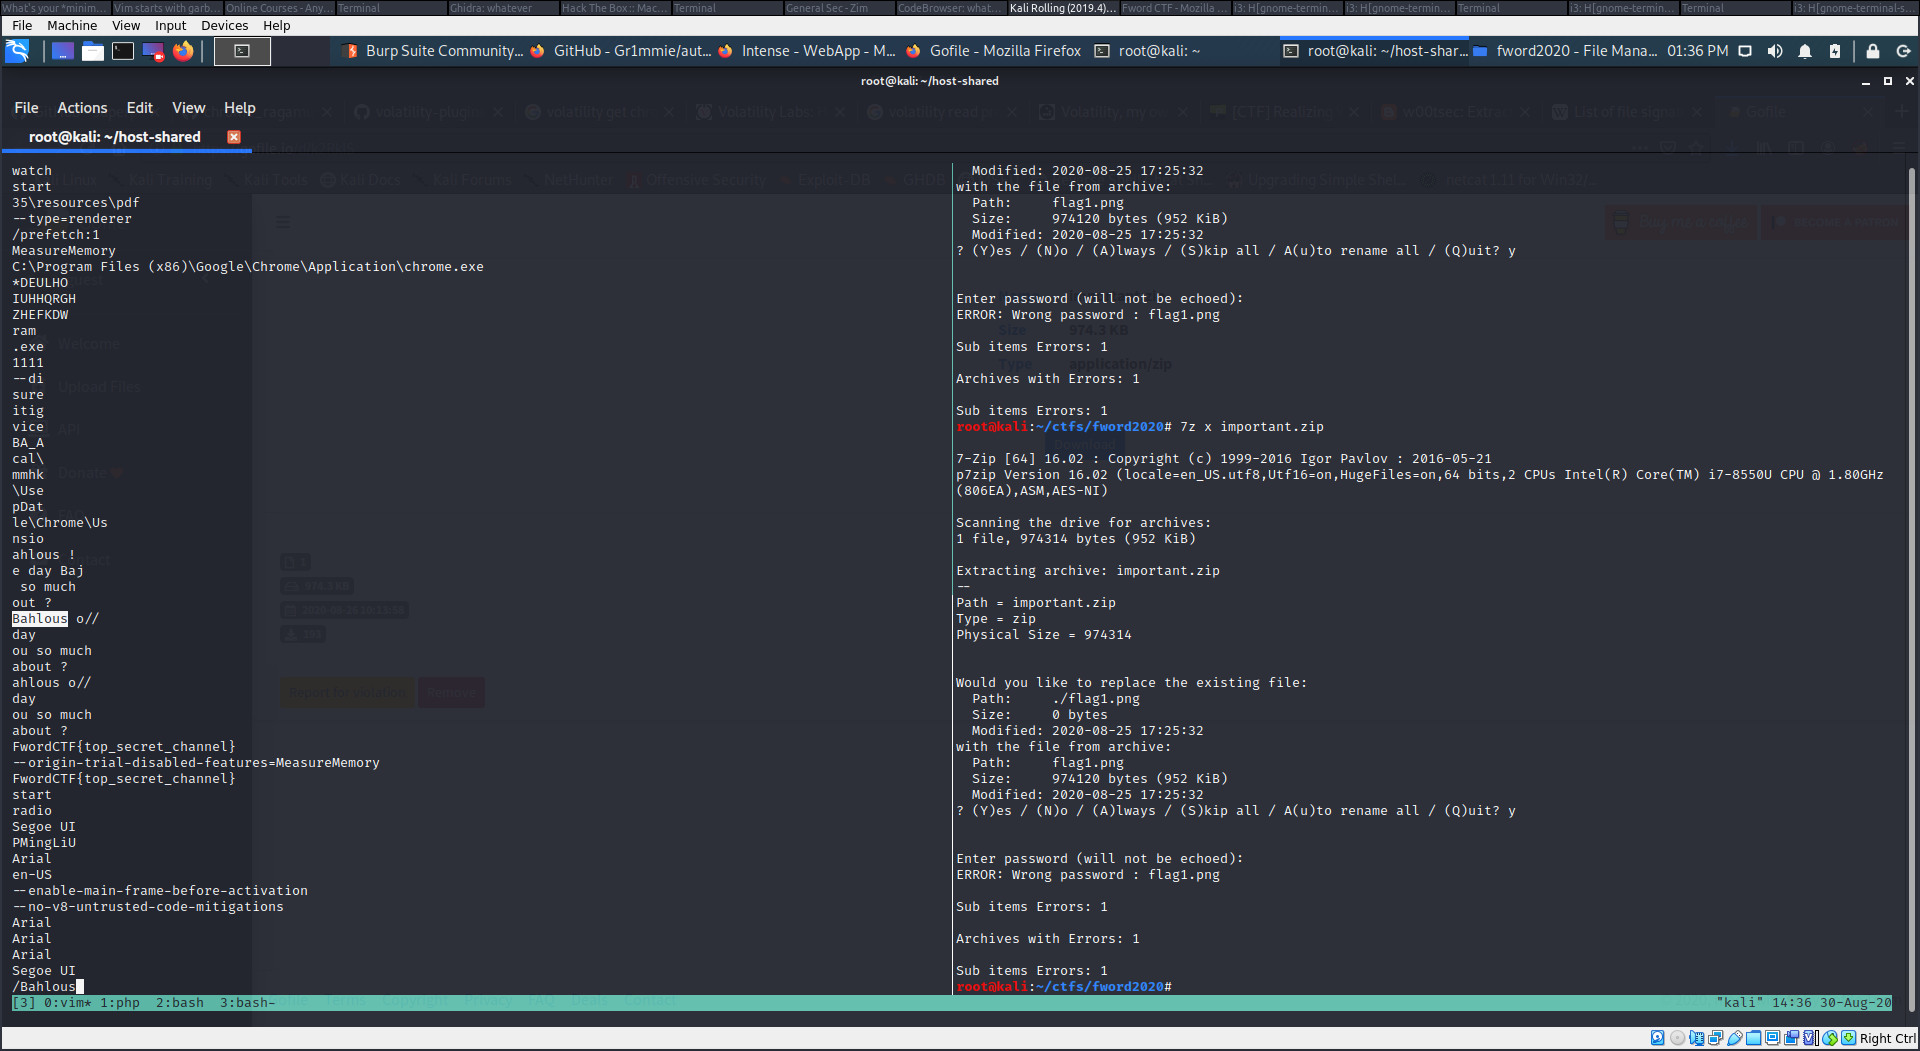 What's your *minim...
Vim starts with garb...
Online Courses - Any...
Terminal
Ghidra: whatever
Hack The Box :: Mac...
Terminal
General Sec - Zim
CodeBrowser: what...
Kali Rolling (2019.4)...
Fword CTF - Mozilla ...
i3: H[gnome-termin...
i3: H[gnome-termin...
Terminal
i3: H[gnome-termin...
Terminal
i3: H[gnome-terminal-s...
File Machine View Input Devices Help
Burp Suite Community...
GitHub - Gr1mmie/aut...
Intense - WebApp - M...
Gofile - Mozilla Firefox
root@kali: ~
root@kali: ~/host-shar...
fword2020 - File Mana...
01:36 PM
root@kali: ~/host-shared
File Actions Edit View Help
root@kali: ~/host-shared
watch
start
35\resources\pdf
--type=renderer
/prefetch:1
MeasureMemory
C:\Program Files (x86)\Google\Chrome\Application\chrome.exe
*DEULHO
IUHHQRGH
ZHEFKDW
ram
.exe
1111
--di
sure
itig
vice
BA_A
cal\
mmhk
\Use
pDat
le\Chrome\Us
nsio
ahlous !
e day Baj
so much
out ?
Bahlous o//
day
ou so much
about ?
ahlous o//
day
ou so much
about ?
FwordCTF{top_secret_channel}
--origin-trial-disabled-features=MeasureMemory
FwordCTF{top_secret_channel}
start
radio
Segoe UI
PMingLiU
Arial
en-US
--enable-main-frame-before-activation
--no-v8-untrusted-code-mitigations
Arial
Arial
Arial
Segoe UI
/Bahlous
Modified: 2020-08-25 17:25:32
with the file from archive:
Path: flag1.png
Size: 974120 bytes (952 KiB)
Modified: 2020-08-25 17:25:32
? (Y)es / (N)o / (A)lways / (S)kip all / A(u)to rename all / (Q)uit? y
Enter password (will not be echoed):
ERROR: Wrong password : flag1.png
Sub items Errors: 1
Archives with Errors: 1
Sub items Errors: 1
root@kali:~/ctfs/fword2020# 7z x important.zip
7-Zip [64] 16.02 : Copyright (c) 1999-2016 Igor Pavlov : 2016-05-21
p7zip Version 16.02 (locale=en_US.utf8,Utf16=on,HugeFiles=on,64 bits,2 CPUs Intel(R) Core(TM) i7-8550U CPU @ 1.80GHz
(806EA),ASM,AES-NI)
Scanning the drive for archives:
1 file, 974314 bytes (952 KiB)
Extracting archive: important.zip
--
Path = important.zip
Type = zip
Physical Size = 974314
Would you like to replace the existing file:
Path: ./flag1.png
Size: 0 bytes
Modified: 2020-08-25 17:25:32
with the file from archive:
Path: flag1.png
Size: 974120 bytes (952 KiB)
Modified: 2020-08-25 17:25:32
? (Y)es / (N)o / (A)lways / (S)kip all / A(u)to rename all / (Q)uit? y
Enter password (will not be echoed):
ERROR: Wrong password : flag1.png
Sub items Errors: 1
Archives with Errors: 1
Sub items Errors: 1
root@kali:~/ctfs/fword2020#
[3] 0:vim* 1:php 2:bash 3:bash-
"kali" 14:36 30-Aug-20
Right Ctrl